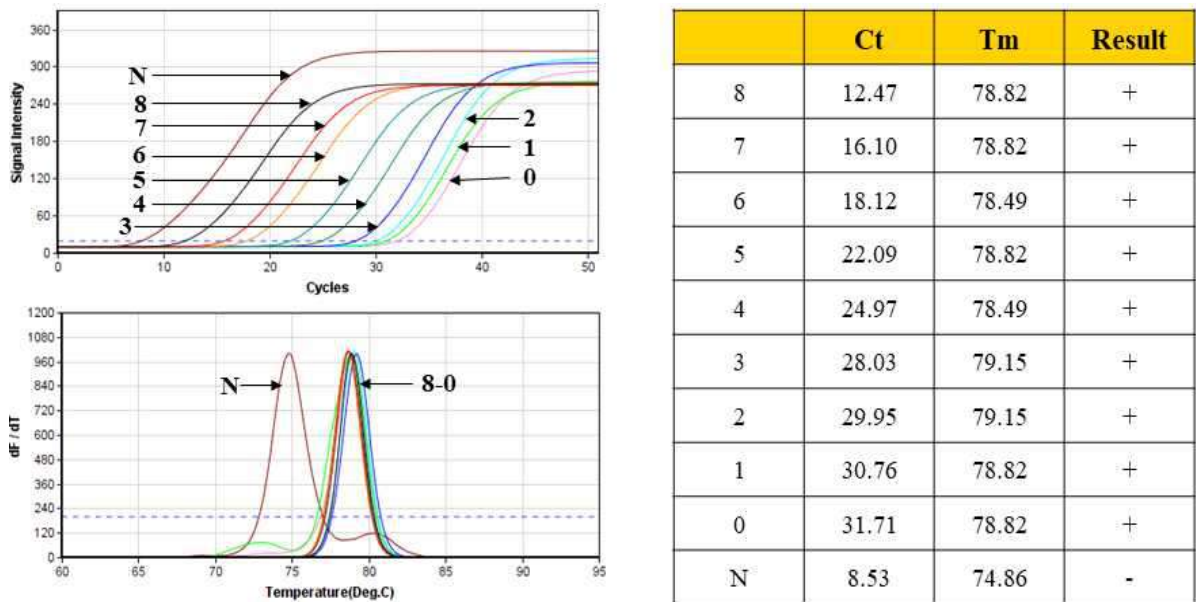 360
300
240
180
120
60
0
Signal Intensity
N
8
7
6
5
4
3
2
1
0
0 10 20 30 40 50
Cycles
1200
1080
960
840
720
600
480
360
240
120
0
dF / dT
N
8-0
60 65 70 75 80 85 90 95
Temperature(Deg.C)
Ct Tm Result
8 12.47 78.82 +
7 16.10 78.82 +
6 18.12 78.49 +
5 22.09 78.82 +
4 24.97 78.49 +
3 28.03 79.15 +
2 29.95 79.15 +
1 30.76 78.82 +
0 31.71 78.82 +
N 8.53 74.86 -